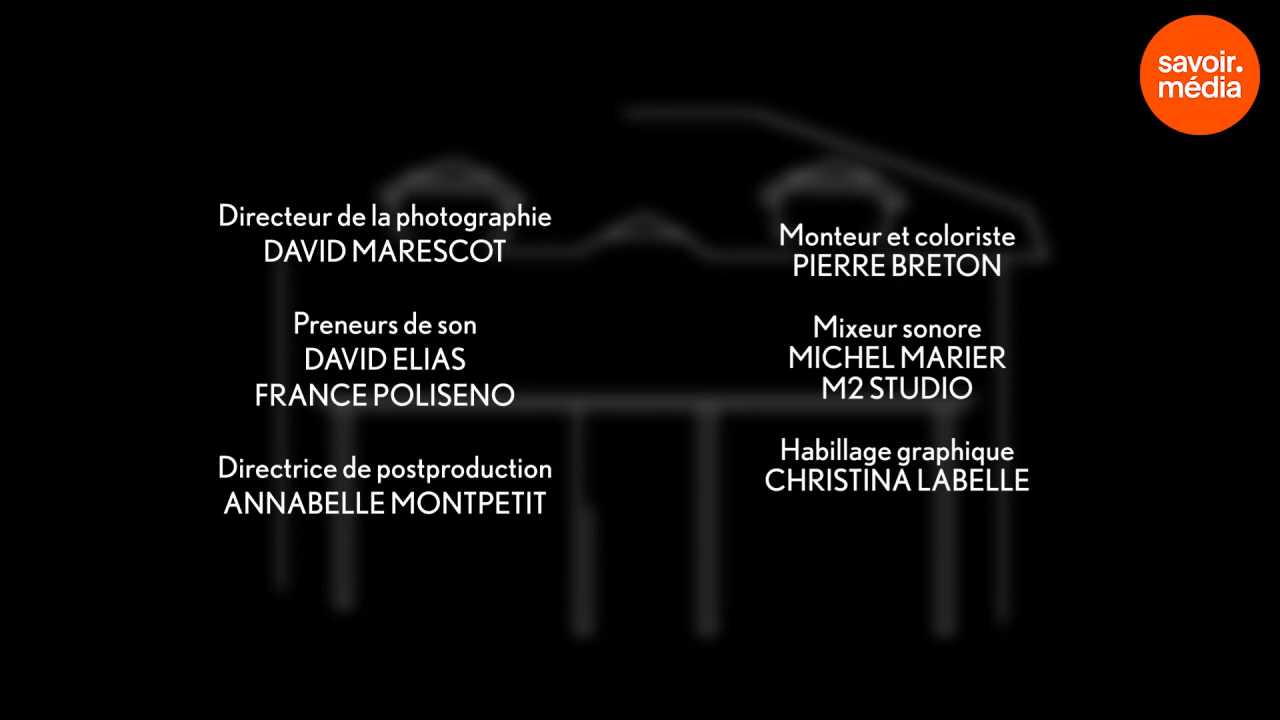 savoir.
média
Directeur de la photographie
DAVID MARESCOT
Preneurs de son
DAVID ELIAS
FRANCE POLISENO
Directrice de postproduction
ANNABELLE MONTPETIT
Monteur et coloriste
PIERRE BRETON
Mixeur sonore
MICHEL MARIER
M2 STUDIO
Habillage graphique
CHRISTINA LABELLE